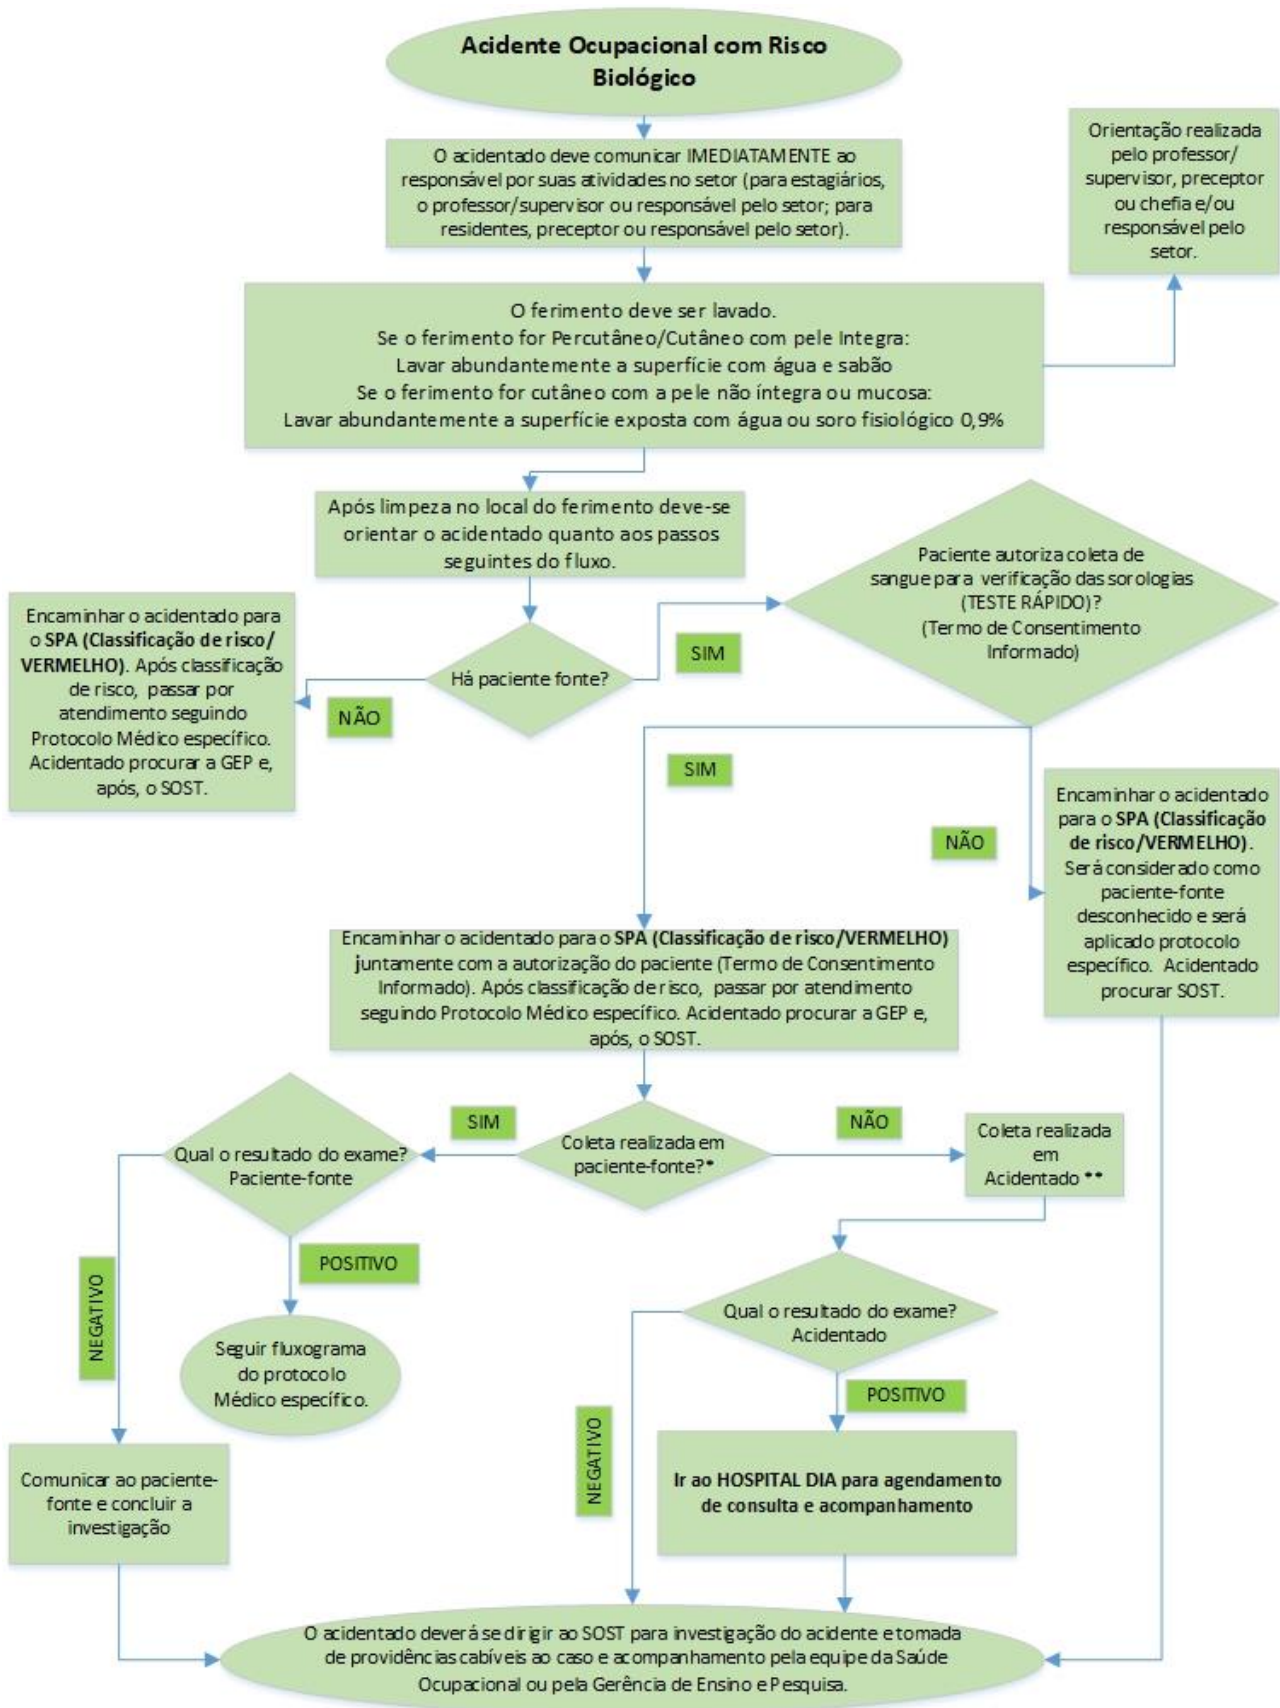 Acidente Ocupacional com Risco
Biológico
O acidentado deve comunicar IMEDIATAMENTE ao
responsável por suas atividades no setor (para estagiários,
o professor/supervisor ou responsável pelo setor; para
residentes, preceptor ou responsável pelo setor).
Orientação realizada
pelo professor/
supervisor, preceptor
ou chefia e/ou
responsável pelo
setor.
O ferimento deve ser lavado.
Se o ferimento for Percutâneo/Cutâneo com pele Integra:
Lavar abundantemente a superfície com água e sabão
Se o ferimento for cutâneo com a pele não íntegra ou mucosa:
Lavar abundantemente a superfície exposta com água ou soro fisiológico 0,9%
Após limpeza no local do ferimento deve-se
orientar o acidentado quanto aos passos
seguintes do fluxo.
Paciente autoriza coleta de
sangue para verificação das sorologias
(TESTE RÁPIDO)?
(Termo de Consentimento
Informado)
Há paciente fonte?
SIM
NÃO
Encaminhar o acidentado para
o SPA (Classificação de risco/
VERMELHO). Após classificação
de risco, passar por
atendimento seguindo
Protocolo Médico específico.
Acidentado procurar a GEP e,
após, o SOST.
SIM
NÃO
Encaminhar o acidentado
para o SPA (Classificação
de risco/VERMELHO).
Será considerado como
paciente-fonte
desconhecido e será
aplicado protocolo
específico. Acidentado
procurar SOST.
Encaminhar o acidentado para o SPA (Classificação de risco/VERMELHO)
juntamente com a autorização do paciente (Termo de Consentimento
Informado). Após classificação de risco, passar por atendimento
seguindo Protocolo Médico específico. Acidentado procurar a GEP e,
após, o SOST.
Coleta realizada em
paciente-fonte?*
SIM
NÃO
Qual o resultado do exame?
Paciente-fonte
Coleta realizada
em
Acidentado **
NEGATIVO
POSITIVO
Seguir fluxograma
do protocolo
Médico específico.
Qual o resultado do exame?
Acidentado
NEGATIVO
POSITIVO
Comunicar ao paciente-
fonte e concluir a
investigação
Ir ao HOSPITAL DIA para agendamento
de consulta e acompanhamento
O acidentado deverá se dirigir ao SOST para investigação do acidente e tomada
de providências cabíveis ao caso e acompanhamento pela equipe da Saúde
Ocupacional ou pela Gerência de Ensino e Pesquisa.